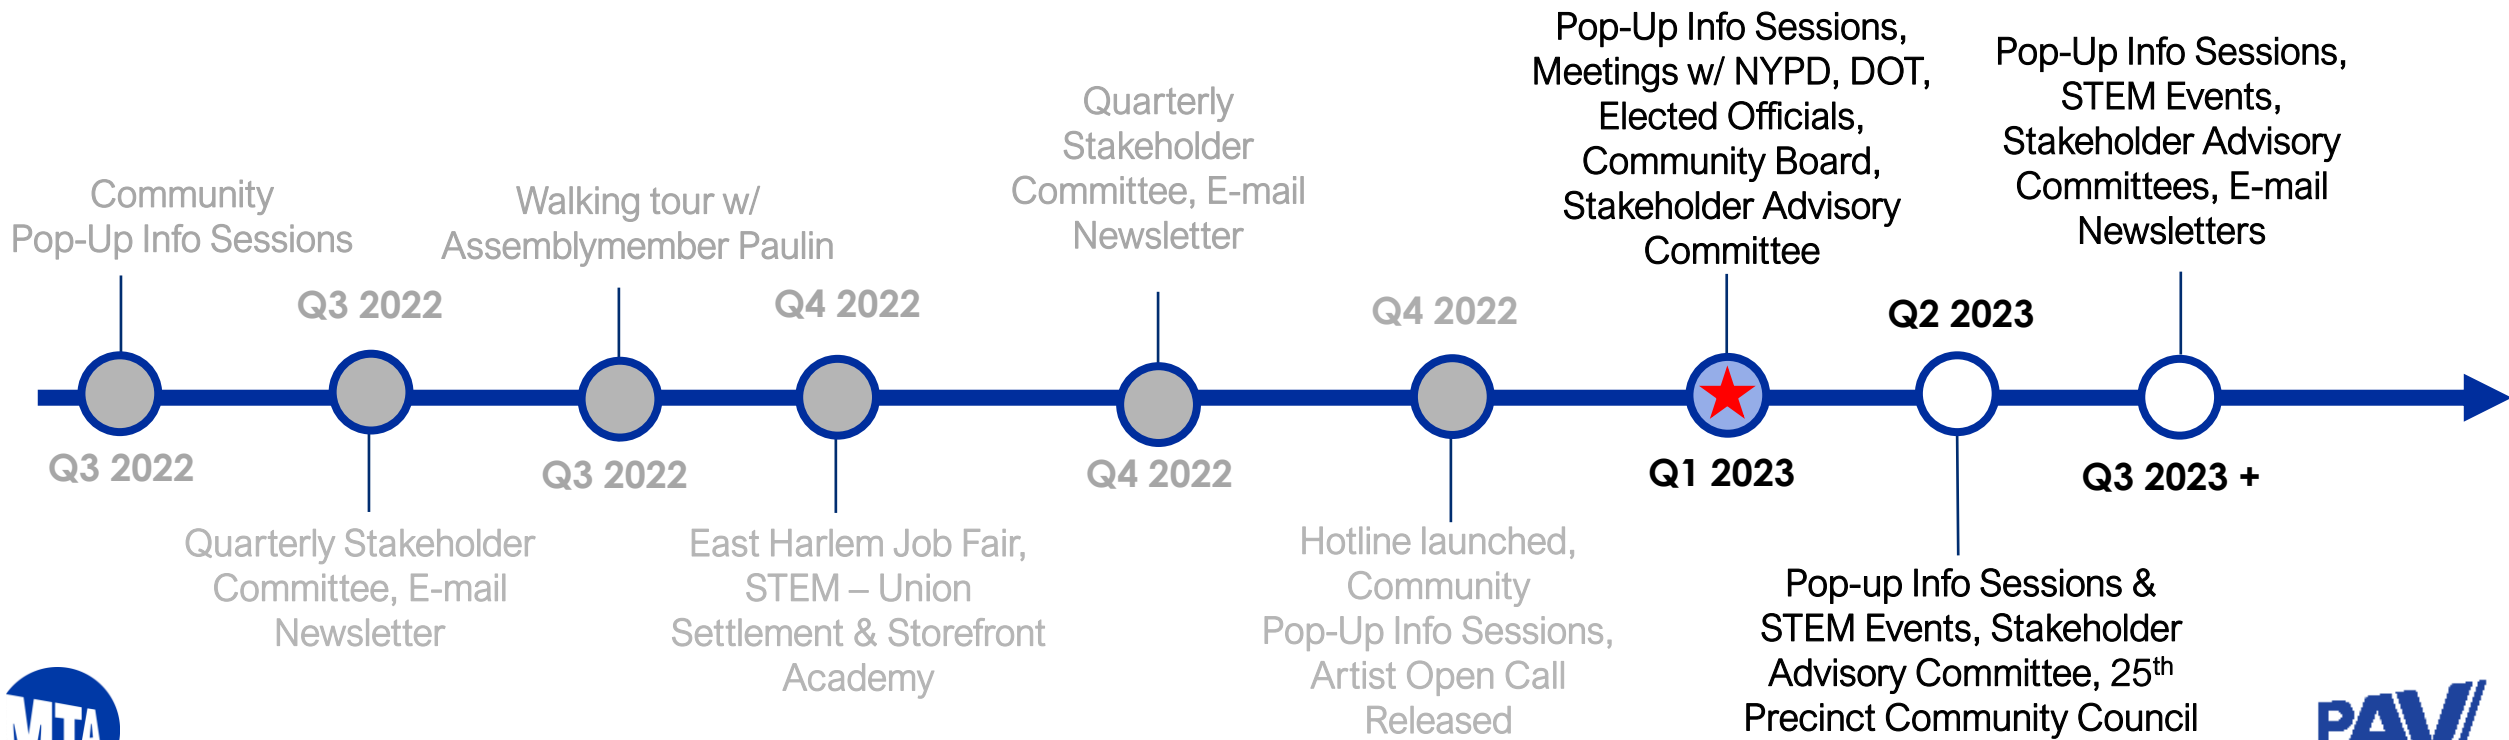 Community
Pop-Up Info Sessions
Q3 2022
Q3 2022
Quarterly Stakeholder
Committee, E-mail
Newsletter
Walking tour w/
Assemblymember Paulin
Q3 2022
Q4 2022
East Harlem Job Fair,
STEM – Union
Settlement & Storefront
Academy
Quarterly
Stakeholder
Committee, E-mail
Newsletter
Q4 2022
Q4 2022
Hotline launched,
Community
Pop-Up Info Sessions,
Artist Open Call
Released
Pop-Up Info Sessions,
Meetings w/ NYPD, DOT,
Elected Officials,
Community Board,
Stakeholder Advisory
Committee
Q1 2023
Q2 2023
Pop-up Info Sessions &
STEM Events, Stakeholder
Advisory Committee, 25th
Precinct Community Council
Pop-Up Info Sessions,
STEM Events,
Stakeholder Advisory
Committees, E-mail
Newsletters
Q3 2023 +
MTA